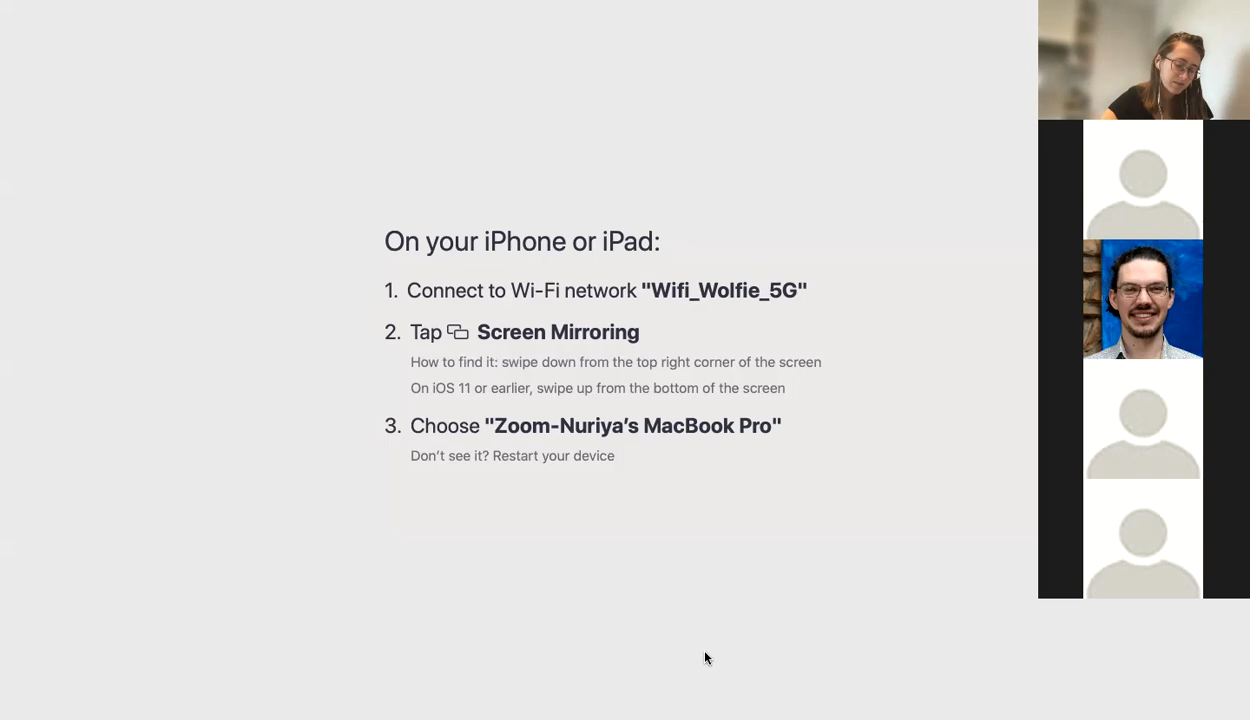 On your iPhone or iPad:
1. Connect to Wi-Fi network "Wifi_Wolfie_5G"
2. Tap Screen Mirroring
How to find it: swipe down from the top right corner of the screen
On iOS 11 or earlier, swipe up from the bottom of the screen
3. Choose "Zoom-Nuriya’s MacBook Pro"
Don’t see it? Restart your device